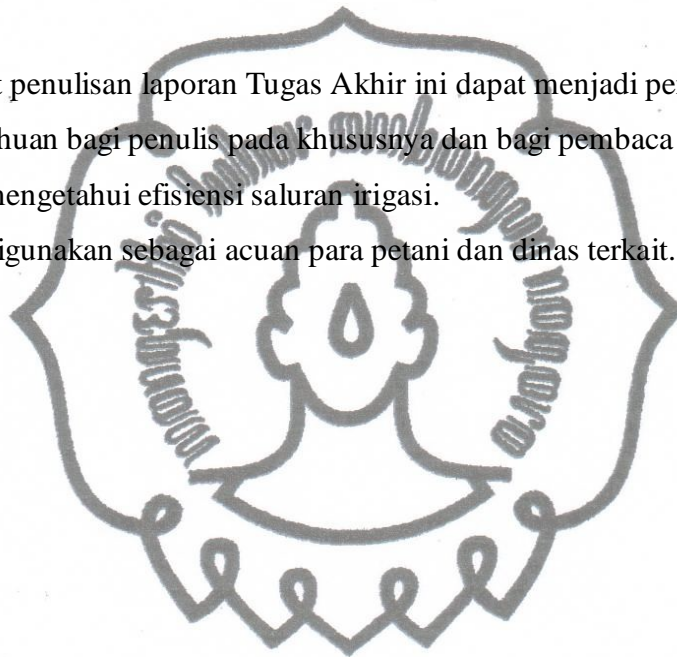 t penulisan laporan Tugas Akhir ini dapat menjadi pe
huan bagi penulis pada khususnya dan bagi pembaca
mengetahui efisiensi saluran irigasi.
igunakan sebagai acuan para petani dan dinas terkait.